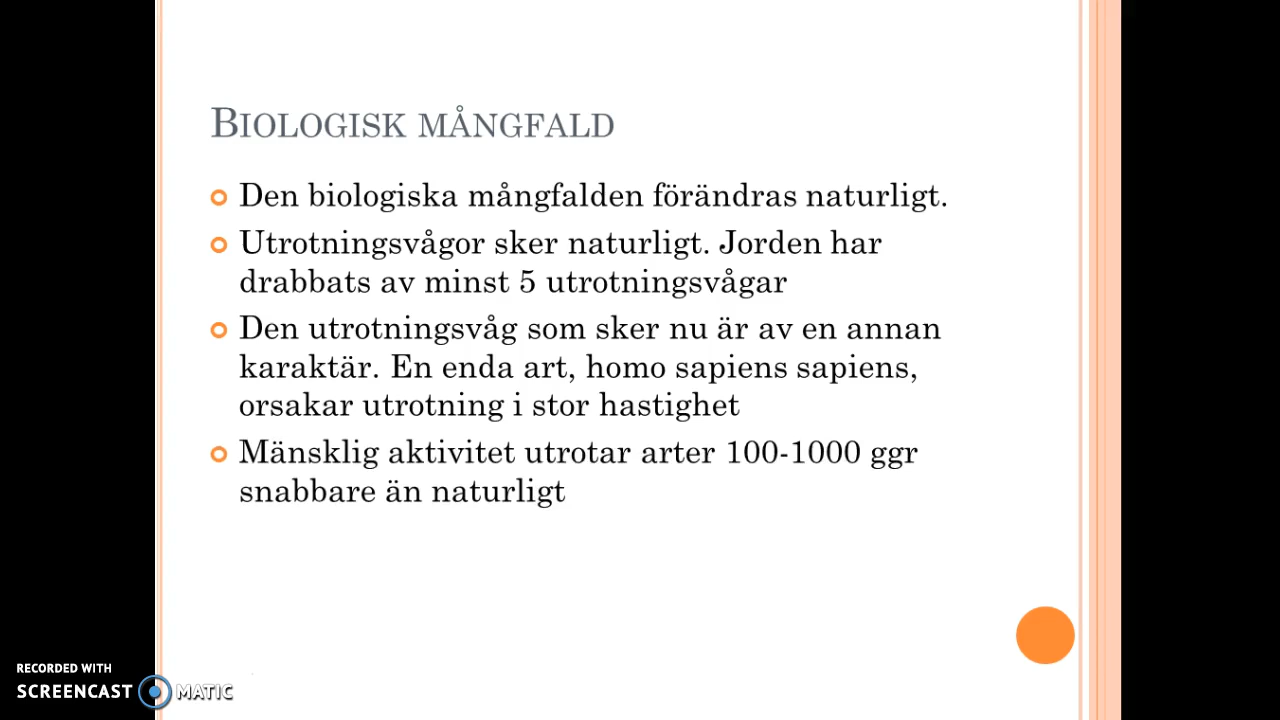 BIOLOGISK MÅNGFALD
Den biologiska mångfalden förändras naturligt.
Utrotningsvågor sker naturligt. Jorden har
drabbats av minst 5 utrotningsvågar
Den utrotningsvåg som sker nu är av en annan
karaktär. En enda art, homo sapiens sapiens,
orsakar utrotning i stor hastighet
Mänsklig aktivitet utrotar arter 100-1000 ggr
snabbare än naturligt
RECORDED WITH
SCREENCAST MATIC